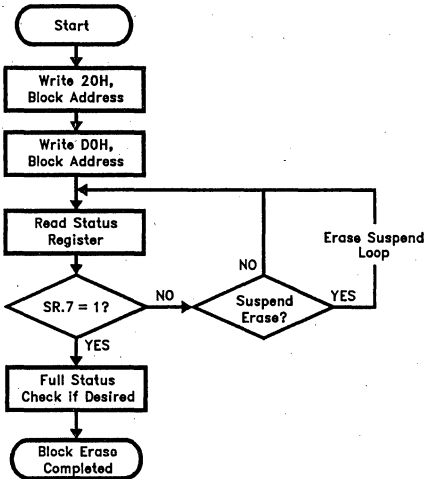 Start
Write 20H,
Block Address
Write D0H,
Block Address
Read Status
Register
Erase Suspend
Loop
NO
SR.7 = 1?
NO
Suspend
Erase?
YES
YES
Full Status
Check if Desired
Block Erase
Completed